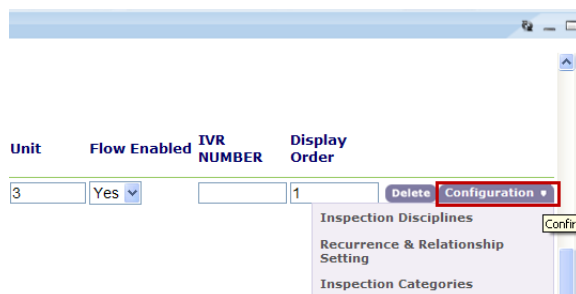 Unit Flow Enabled IVR NUMBER Display Order
3 Yes 1 Delete Configuration
Inspection Disciplines
Confir
Recurrence & Relationship
Setting
Inspection Categories